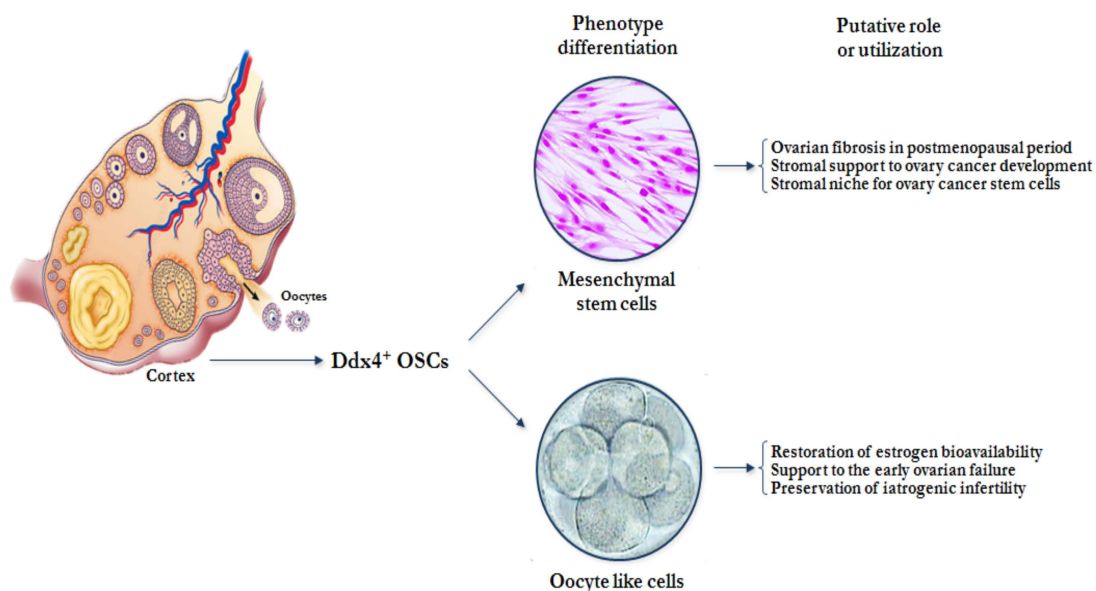 Phenotype
differentiation
Putative role
or utilization
Ovarian fibrosis in postmenopausal period
Stromal support to ovary cancer development
Stromal niche for ovary cancer stem cells
Mesenchymal
stem cells
Oocytes
Cortex
Ddx4⁺ OSCs
Restoration of estrogen bioavailability
Support to the early ovarian failure
Preservation of iatrogenic infertility
Oocyte like cells